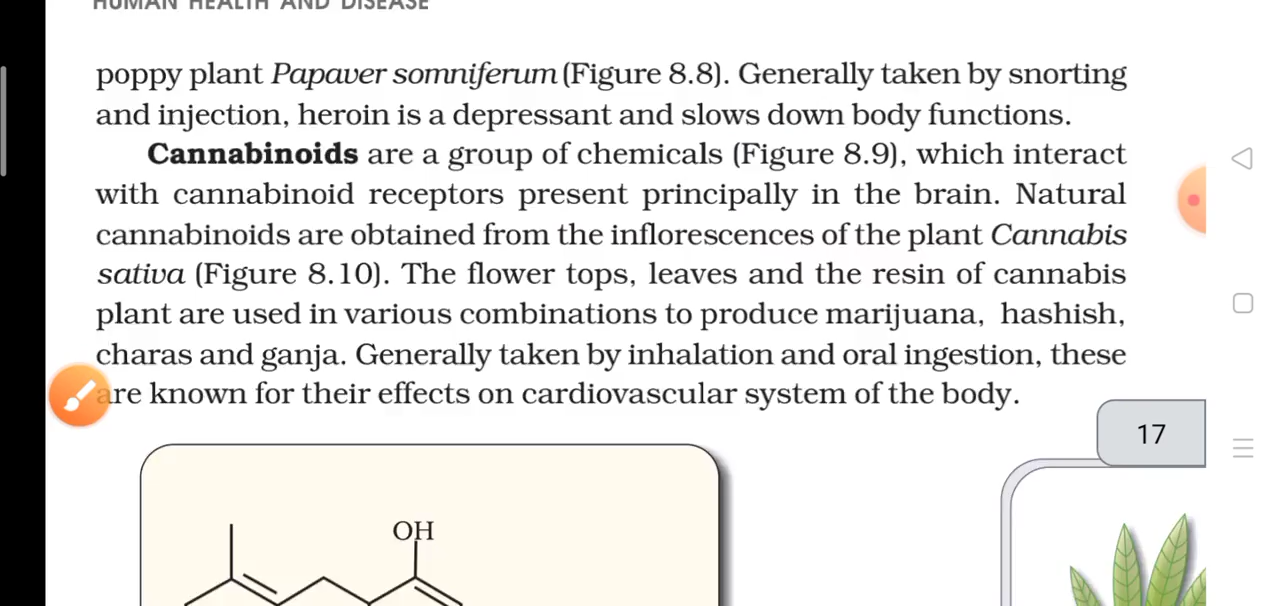 HUMAN HEALTH AND DISEASE
poppy plant Papaver somniferum (Figure 8.8). Generally taken by snorting
and injection, heroin is a depressant and slows down body functions.
Cannabinoids are a group of chemicals (Figure 8.9), which interact
with cannabinoid receptors present principally in the brain. Natural
cannabinoids are obtained from the inflorescences of the plant Cannabis
sativa (Figure 8.10). The flower tops, leaves and the resin of cannabis
plant are used in various combinations to produce marijuana, hashish,
charas and ganja. Generally taken by inhalation and oral ingestion, these
are known for their effects on cardiovascular system of the body.
17
OH